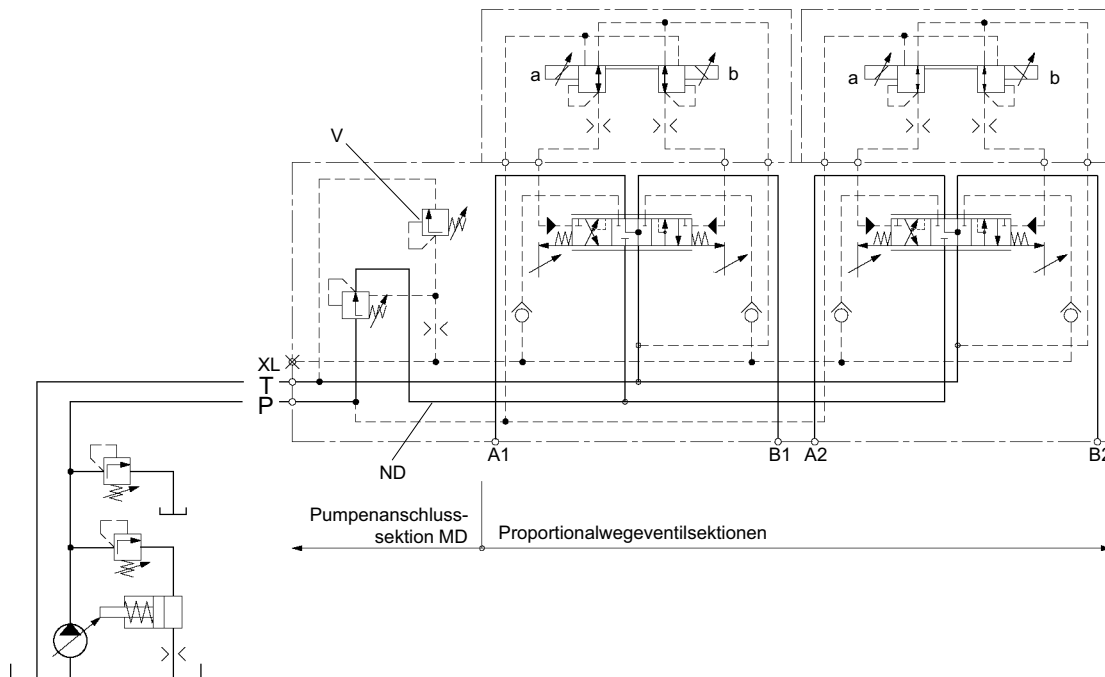 a b a b
V
XL
T
P
ND
A1 B1 A2 B2
Pumpenanschluss-
sektion MD
Proportionalwegeventilsektionen